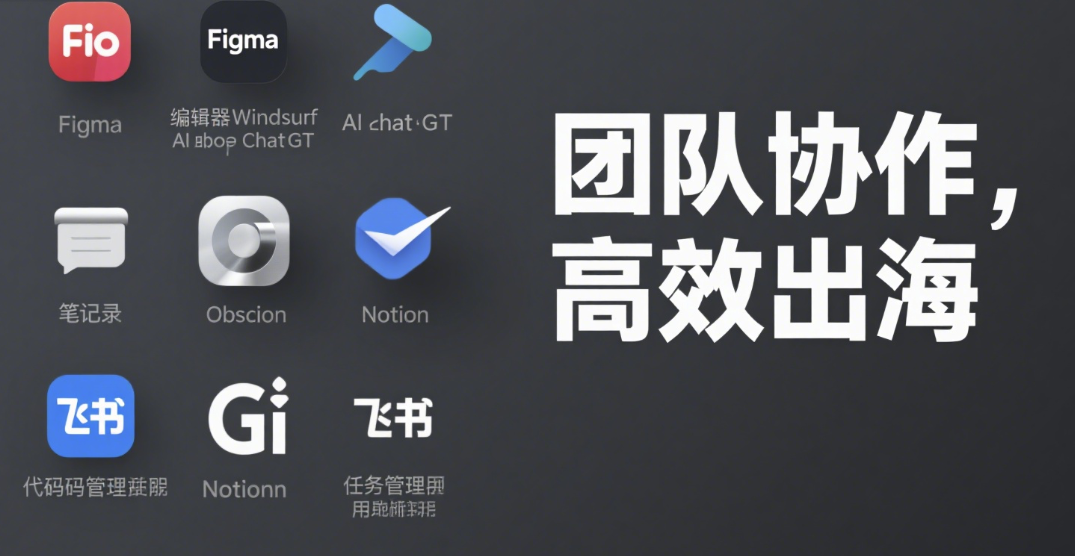 Fio
Figma
Figma
编辑器Windsurf
AI ChatGT
AI chat·GT
团队协作,
高效出海
笔记录
Obscion
Notion
飞书
代码码管理
Gi
Notionn
飞书
任务管理
用